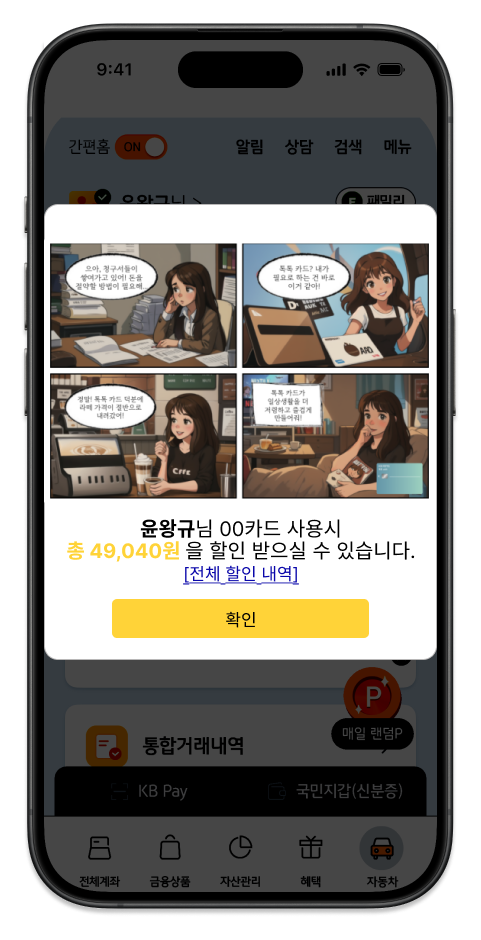 9:41
간편홈 ON 알림 상담 검색 메뉴
윤왕규님 >
F 패밀리
으아, 청구서들이
쌓여가고 있어! 돈을
절약할 방법이 필요해..
톡톡 카드? 내가
필요로 하는 건 바로
이거 같아!
정말! 톡톡 카드 덕분에
라떼 가격이 절반으로
내려갔어!
톡톡 카드가
일상생활을 더
저렴하고 즐겁게
만들어줘!
윤왕규님 00카드 사용시
총 49,040원 을 할인 받으실 수 있습니다.
[전체 할인 내역]
확인
P
매일 랜덤P
통합거래내역
KB Pay 국민지갑(신분증)
전체계좌 금융상품 자산관리 혜택 자동차